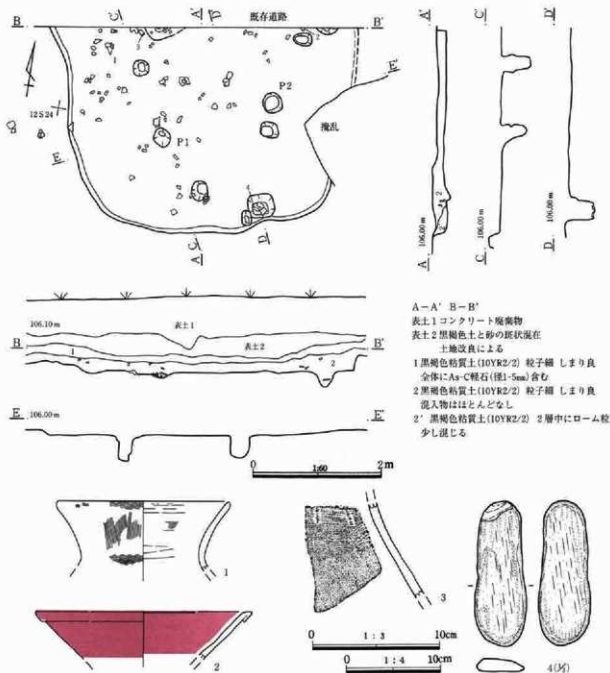 B
C'
A'
D'
既存道路
B'
A'
C'
D'
3
1
2
P2
E'
12S24
P1
撹乱
E
4
A
C
D
2
2'
106.00m
A
106.00m
C
106.00m
D
106.10m
表土1
B
表土2
B'
1
2
E
106.00m
E'
0
1:60
2m
A-A' B-B'
表土1 コンクリート廃棄物
表土2 黒褐色土と砂の斑状混在
土地改良による
1 黒褐色粘質土(10YR2/2) 粒子細 しまり良
全体にAs-C軽石(径1-5㎜)含む
2 黒褐色粘質土(10YR2/2) 粒子細 しまり良
混入物はほとんどなし
2' 黒褐色粘質土(10YR2/2) 2層中にローム粒
少し混じる
1
2
3
0
1:3
10cm
0
1:4
10cm